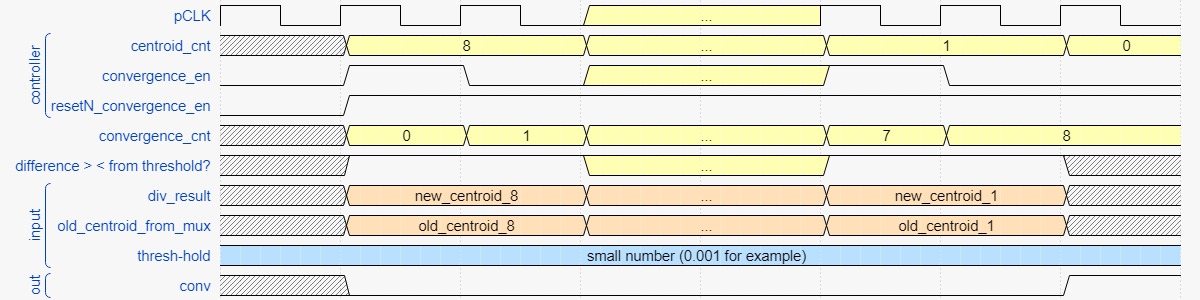 pCLK ...
controller
centroid_cnt 8 ... 1 0
convergence_en ...
resetN_convergence_en
convergence_cnt 0 1 ... 7 8
difference > < from threshold? ...
input
div_result new_centroid_8 ... new_centroid_1
old_centroid_from_mux old_centroid_8 ... old_centroid_1
thresh-hold small number (0.001 for example)
out
conv